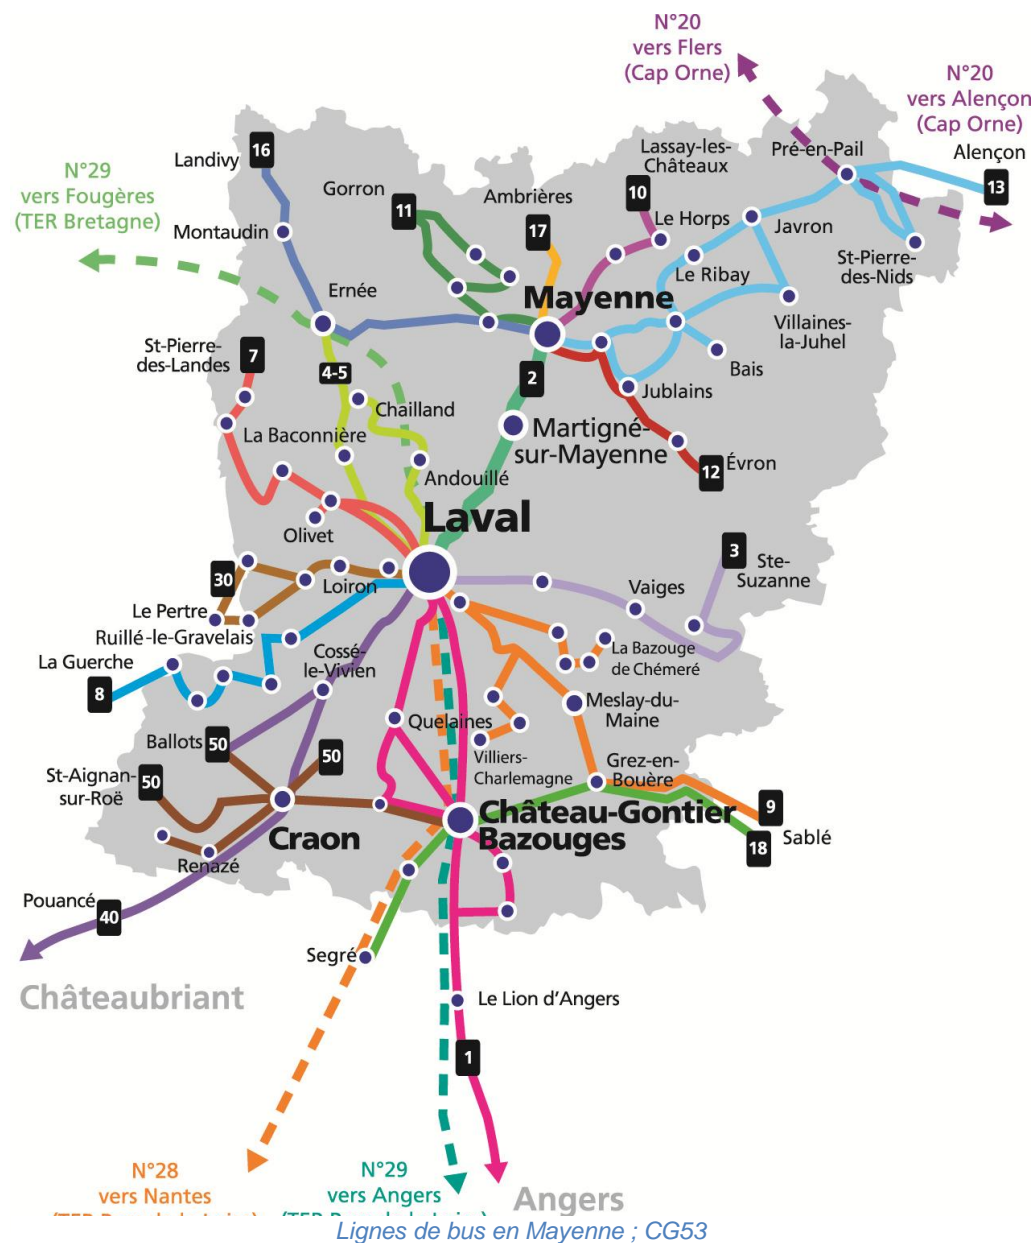 N°20
vers Flers
(Cap Orne)
N°20
vers Alençon
(Cap Orne)
Alençon
13
Pré-en-Pail
Lassay-les-
Châteaux
10
Landivy
16
N°29
vers Fougères
(TER Bretagne)
Gorron
11
Ambrières
17
Le Horps
Javron
St-Pierre-
des-Nids
Montaudin
Le Ribay
Ernée
Mayenne
Villaines-
la-Juhel
St-Pierre-
des-Landes
7
4-5
2
Bais
Jublains
Chailland
La Baconnière
Martigné-
sur-Mayenne
Évron
12
Andouillé
Laval
Olivet
3
Ste-
Suzanne
30
Loiron
Vaiges
Le Pertre
Ruillé-le-Gravelais
La Guerche
8
Cossé-
le-Vivien
La Bazouge
de Chémeré
Meslay-du-
Maine
Quelaines
Ballots
50
50
St-Aignan-
sur-Roë
50
Villiers-
Charlemagne
Grez-en-
Bouère
9
Sablé
18
Château-Gontier
Bazouges
Craon
Renazé
Pouancé
40
Segré
Châteaubriant
Le Lion d'Angers
1
N°28
vers Nantes
N°29
vers Angers
Angers
Lignes de bus en Mayenne ; CG53